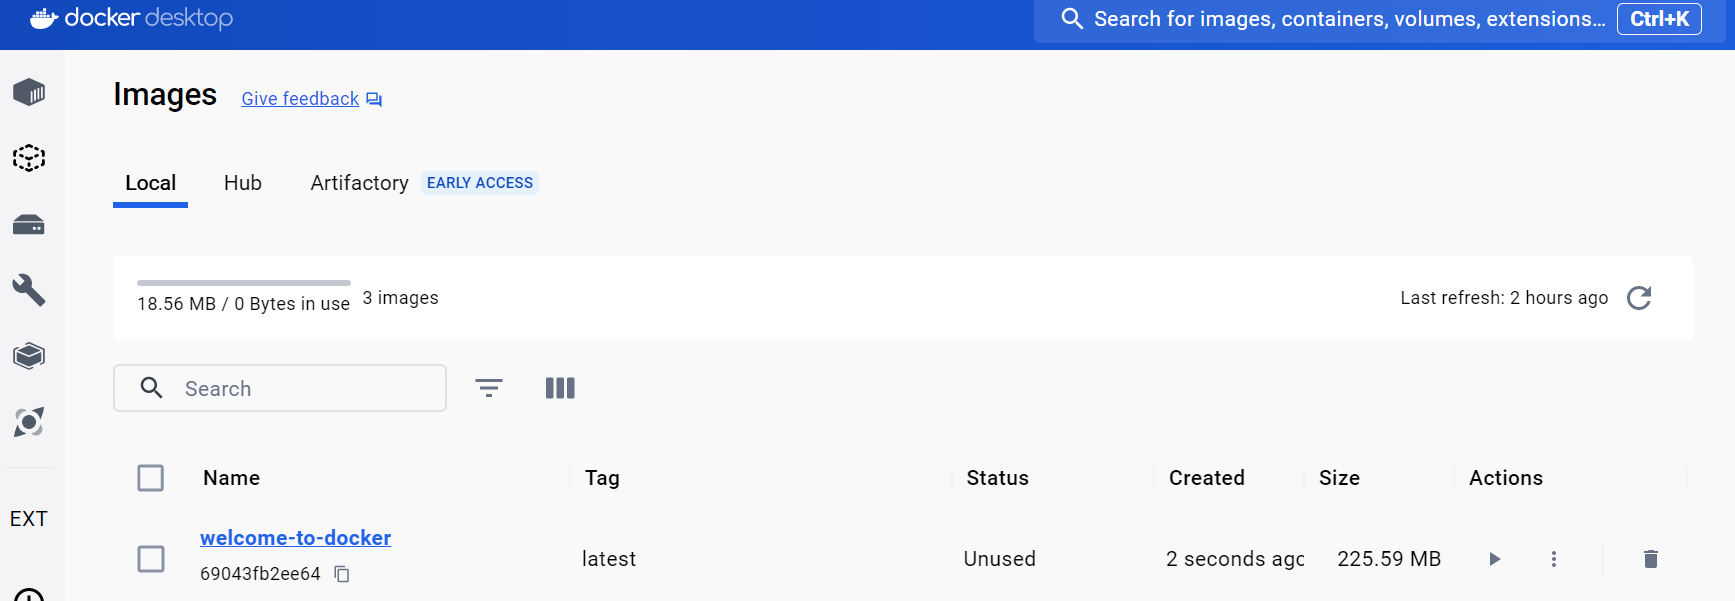 docker desktop
Search for images, containers, volumes, extensions... Ctrl+K
Images Give feedback
Local Hub Artifactory EARLY ACCESS
18.56 MB / 0 Bytes in use 3 images Last refresh: 2 hours ago
Search
Name Tag Status Created Size Actions
EXT
welcome-to-docker
69043fb2ee64 latest Unused 2 seconds ago 225.59 MB